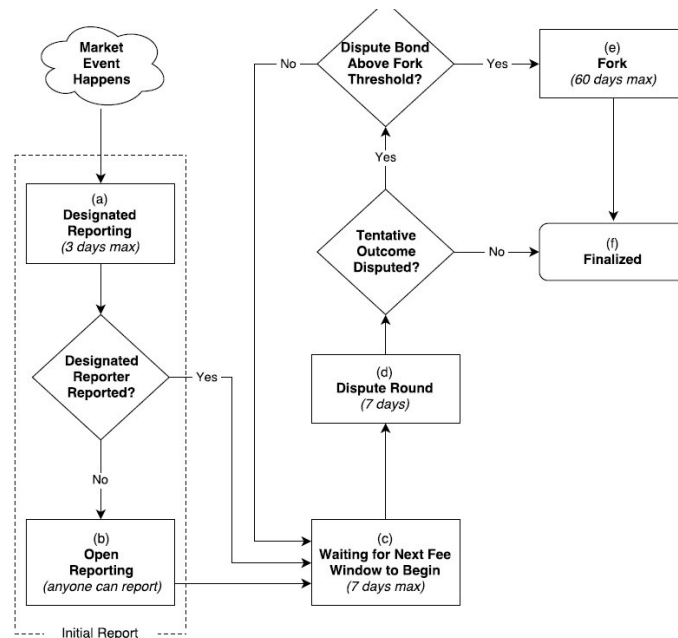 Market
Event
Happens
(a)
Designated
Reporting
(3 days max)
Designated
Reporter
Reported?
Yes
No
(b)
Open
Reporting
(anyone can report)
Initial Report
(c)
Waiting for Next Fee
Window to Begin
(7 days max)
(d)
Dispute Round
(7 days)
Tentative
Outcome
Disputed?
No
Yes
Dispute Bond
Above Fork
Threshold?
No
Yes
(e)
Fork
(60 days max)
(f)
Finalized